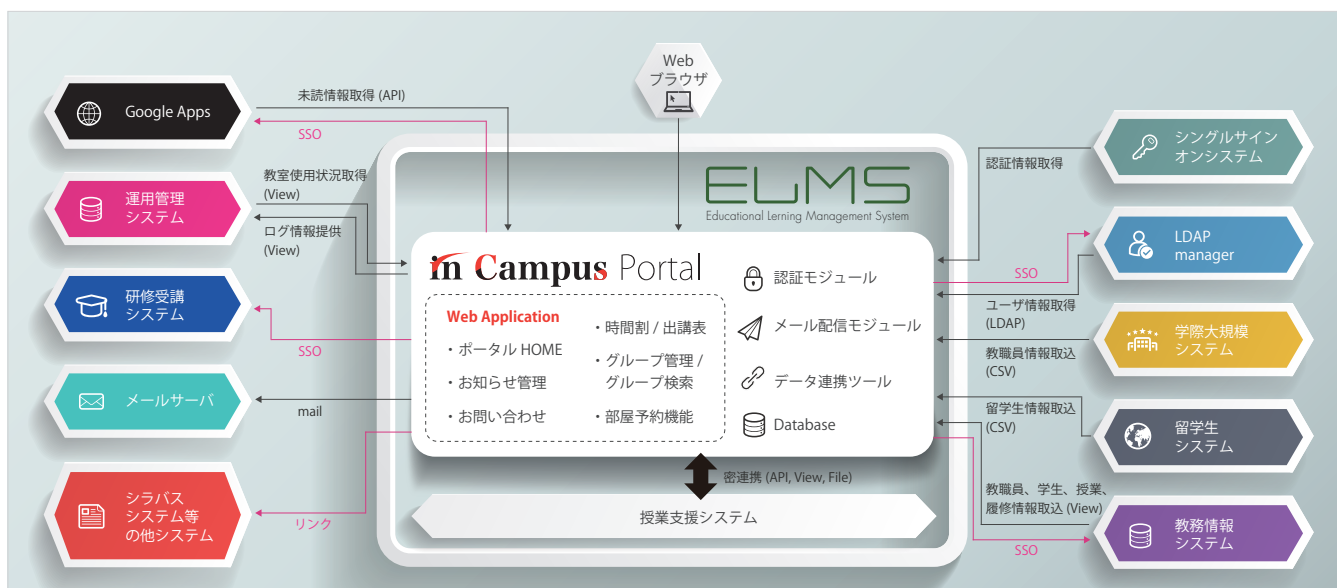 Web
ブラウザ
Google Apps
未読情報取得 (API)
SSO
運用管理
システム
教室使用状況取得
(View)
ログ情報提供
(View)
研修受講
システム
SSO
メールサーバ
mail
シラバス
システム等
の他システム
リンク
ELMS
Educational Lerning Management System
in Campus Portal
Web Application
・ポータル HOME
・お知らせ管理
・お問い合わせ
・時間割 / 出講表
・グループ管理 /
グループ検索
・部屋予約機能
認証モジュール
メール配信モジュール
データ連携ツール
Database
密連携 (API, View, File)
授業支援システム
認証情報取得
シングルサイン
オンシステム
SSO
LDAP
manager
ユーザ情報取得
(LDAP)
学際大規模
システム
教職員情報取込
(CSV)
留学生情報取込
(CSV)
留学生
システム
教職員、学生、授業、
履修情報取込 (View)
SSO
教務情報
システム